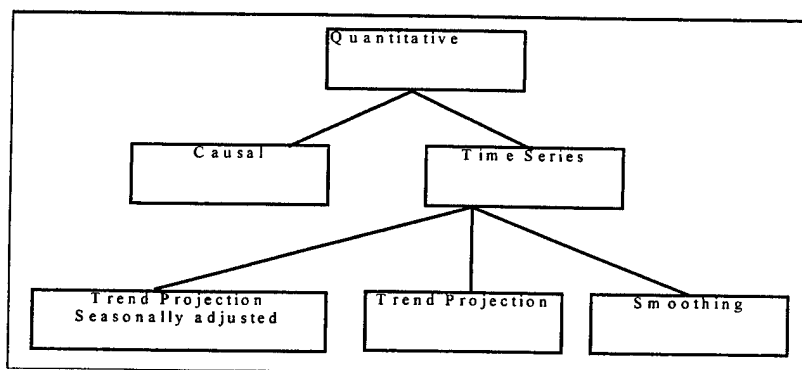 Quantitative
Causal
Time Series
Trend Projection
Seasonally adjusted
Trend Projection
Smoothing